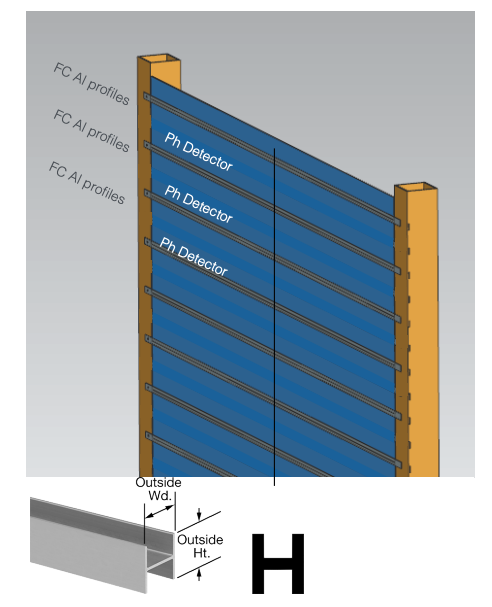 FC Al profiles
FC Al profiles
Ph Detector
FC Al profiles
Ph Detector
Ph Detector
Outside
Wd.
Outside
Ht.
H